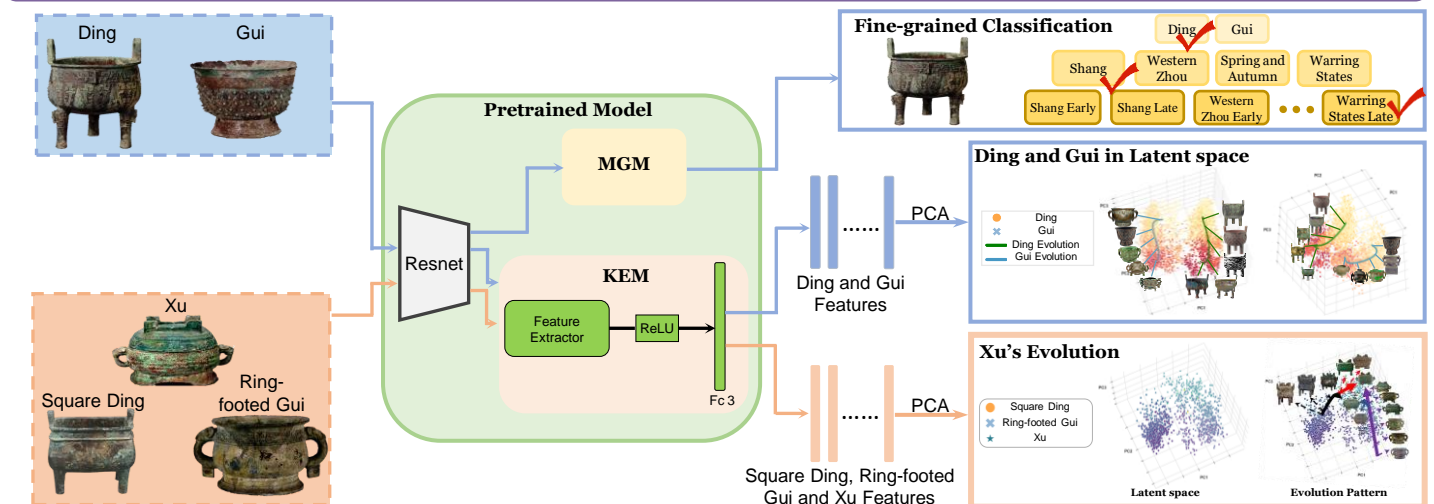 Ding
Gui
Xu
Square Ding
Ring-
footed Gui
Pretrained Model
MGM
Resnet
KEM
Feature
Extractor
ReLU
Fc 3
......
PCA
Ding and Gui
Features
......
PCA
Square Ding, Ring-footed
Gui and Xu Features
Fine-grained Classification
Ding
Gui
Shang
Western
Zhou
Spring and
Autumn
Warring
States
Shang Early
Shang Late
Western
Zhou Early
Warring
States Late
Ding and Gui in Latent space
Ding
Gui
Ding Evolution
Gui Evolution
Xu's Evolution
Square Ding
Ring-footed Gui
Xu
Latent space
Evolution Pattern